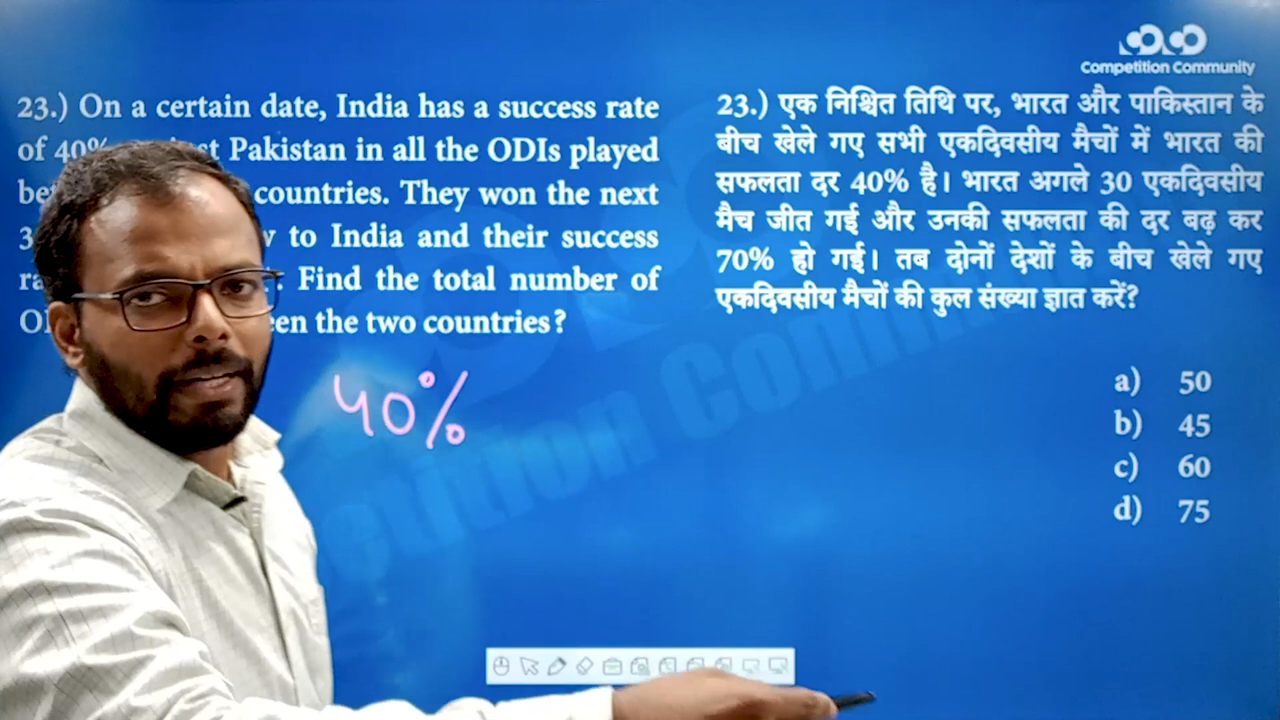 Competition Community
23.) On a certain date, India has a success rate
of 40% Pakistan in all the ODIs played
countries. They won the next
to India and their success
Find the total number of
the two countries?
40%
23.) एक निश्चित तिथि पर, भारत और पाकिस्तान के
बीच खेले गए सभी एकदिवसीय मैचों में भारत की
सफलता दर 40% है। भारत अगले 30 एकदिवसीय
मैच जीत गई और उनकी सफलता की दर बढ़ कर
70% हो गई। तब दोनों देशों के बीच खेले गए
एकदिवसीय मैचों की कुल संख्या ज्ञात करें?
a) 50
b) 45
c) 60
d) 75